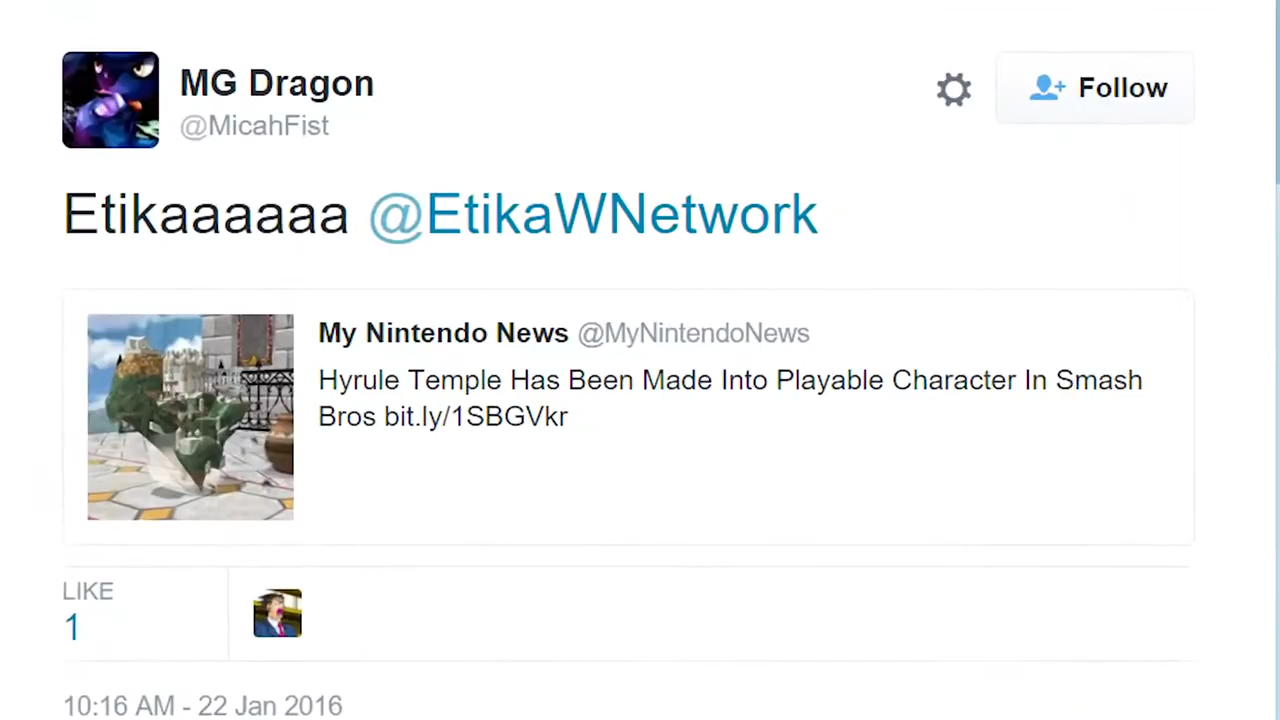 MG Dragon
@MicahFist
Follow
Etikaaaaaa @EtikaWNetwork
My Nintendo News @MyNintendoNews
Hyrule Temple Has Been Made Into Playable Character In Smash
Bros bit.ly/1SBGVkr
LIKE
1
10:16 AM - 22 Jan 2016